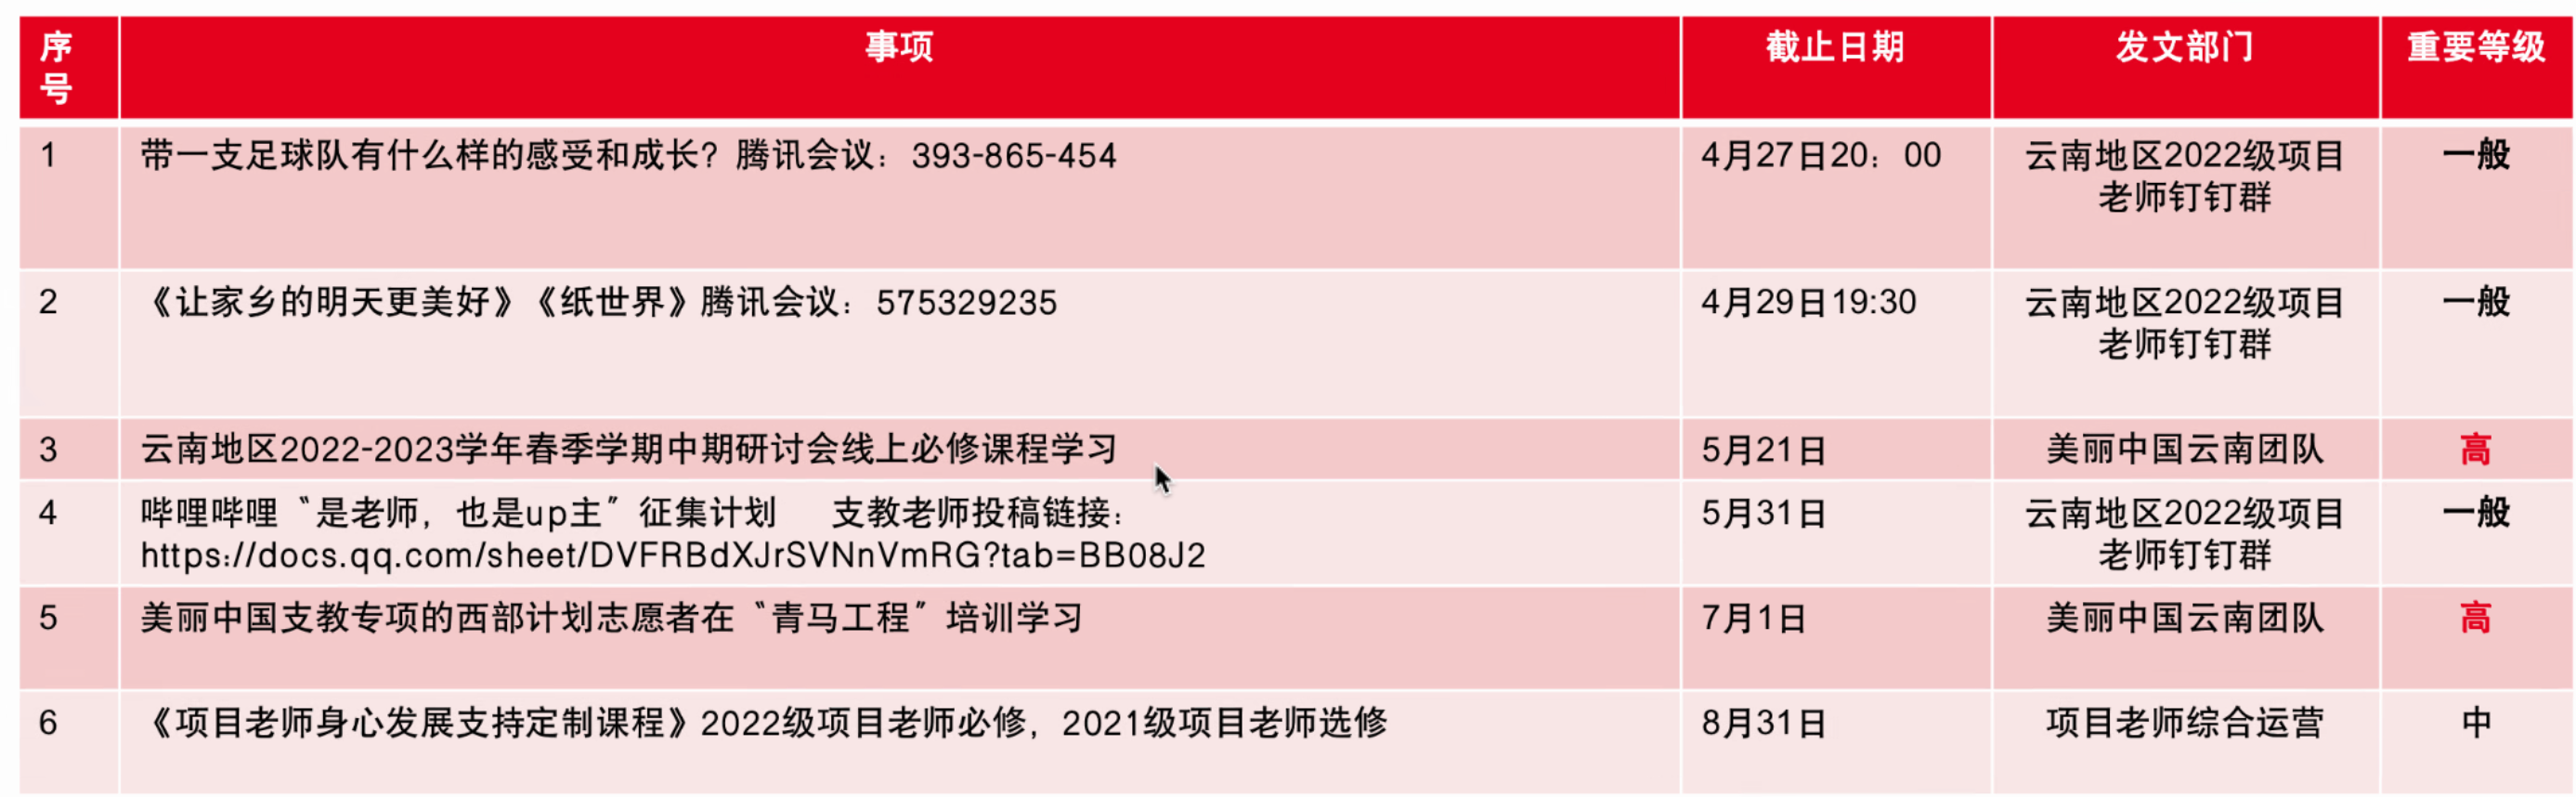 序号 事项 截止日期 发文部门 重要等级
1 带一支足球队有什么样的感受和成长？腾讯会议：393-865-454 4月27日20：00 云南地区2022级项目老师钉钉群 一般
2 《让家乡的明天更美好》《纸世界》腾讯会议：575329235 4月29日19:30 云南地区2022级项目老师钉钉群 一般
3 云南地区2022-2023学年春季学期中期研讨会线上必修课程学习 5月21日 美丽中国云南团队 高
4 哔哩哔哩“是老师，也是up主”征集计划 支教老师投稿链接：
https://docs.qq.com/sheet/DVFRBdXJrSVNnVmRG?tab=BB08J2 5月31日 云南地区2022级项目老师钉钉群 一般
5 美丽中国支教专项的西部计划志愿者在“青马工程”培训学习 7月1日 美丽中国云南团队 高
6 《项目老师身心发展支持定制课程》2022级项目老师必修，2021级项目老师选修 8月31日 项目老师综合运营 中